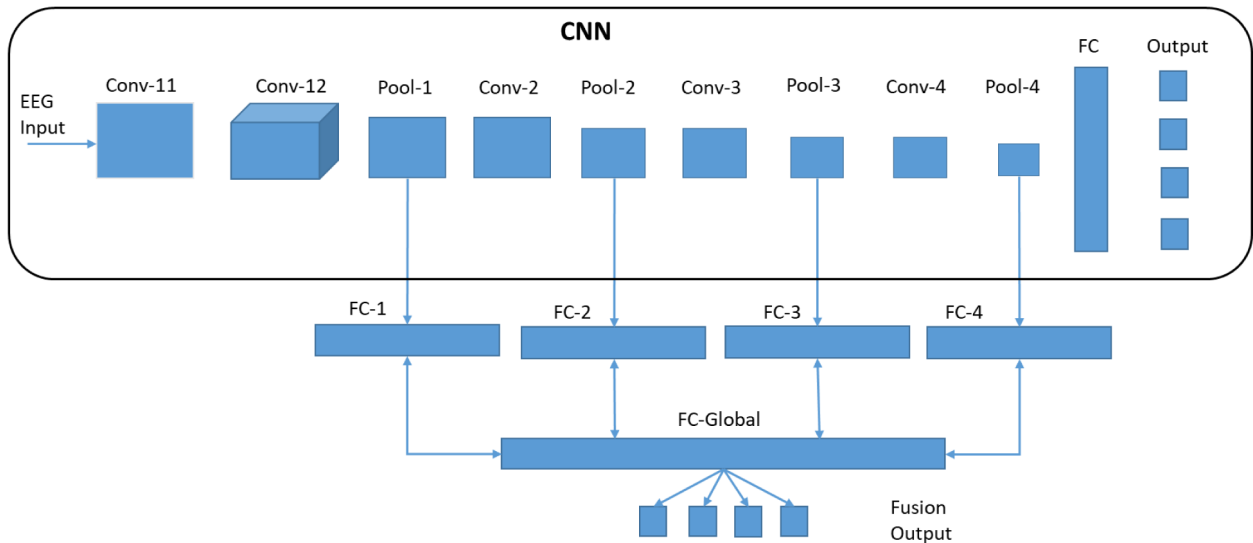 CNN
FC
Output
Conv-11
Conv-12
Pool-1
Conv-2
Pool-2
Conv-3
Pool-3
Conv-4
Pool-4
EEG
Input
FC-1
FC-2
FC-3
FC-4
FC-Global
Fusion
Output